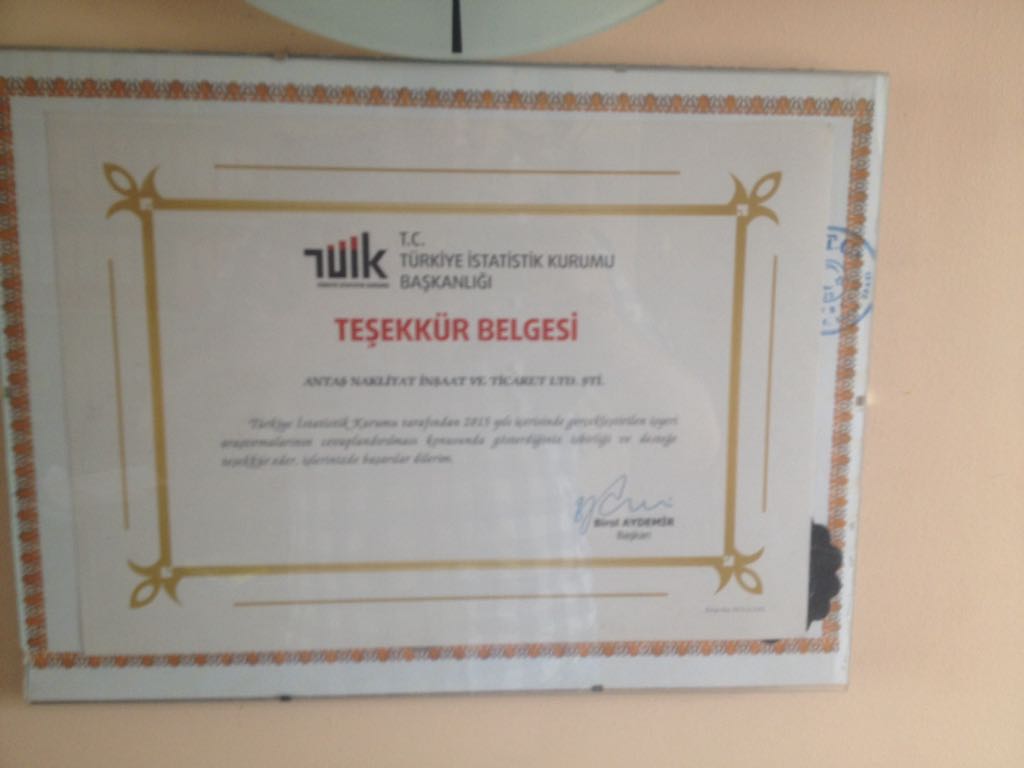 TÜİK
T.C.
TÜRKİYE İSTATİSTİK KURUMU
BAŞKANLIĞI
TEŞEKKÜR BELGESİ
ANTAŞ NAKLİYAT İNŞAAT VE TİCARET LTD. ŞTİ.
Türkiye İstatistik Kurumu tarafından 2015 yılı içerisinde gerçekleştirilen işyeri
araştırmalarının cevaplandırılması konusunda gösterdiğiniz işbirliği ve desteğe
teşekkür eder, işlerinizde başarılar dilerim.
Birol AYDEMİR
Başkan